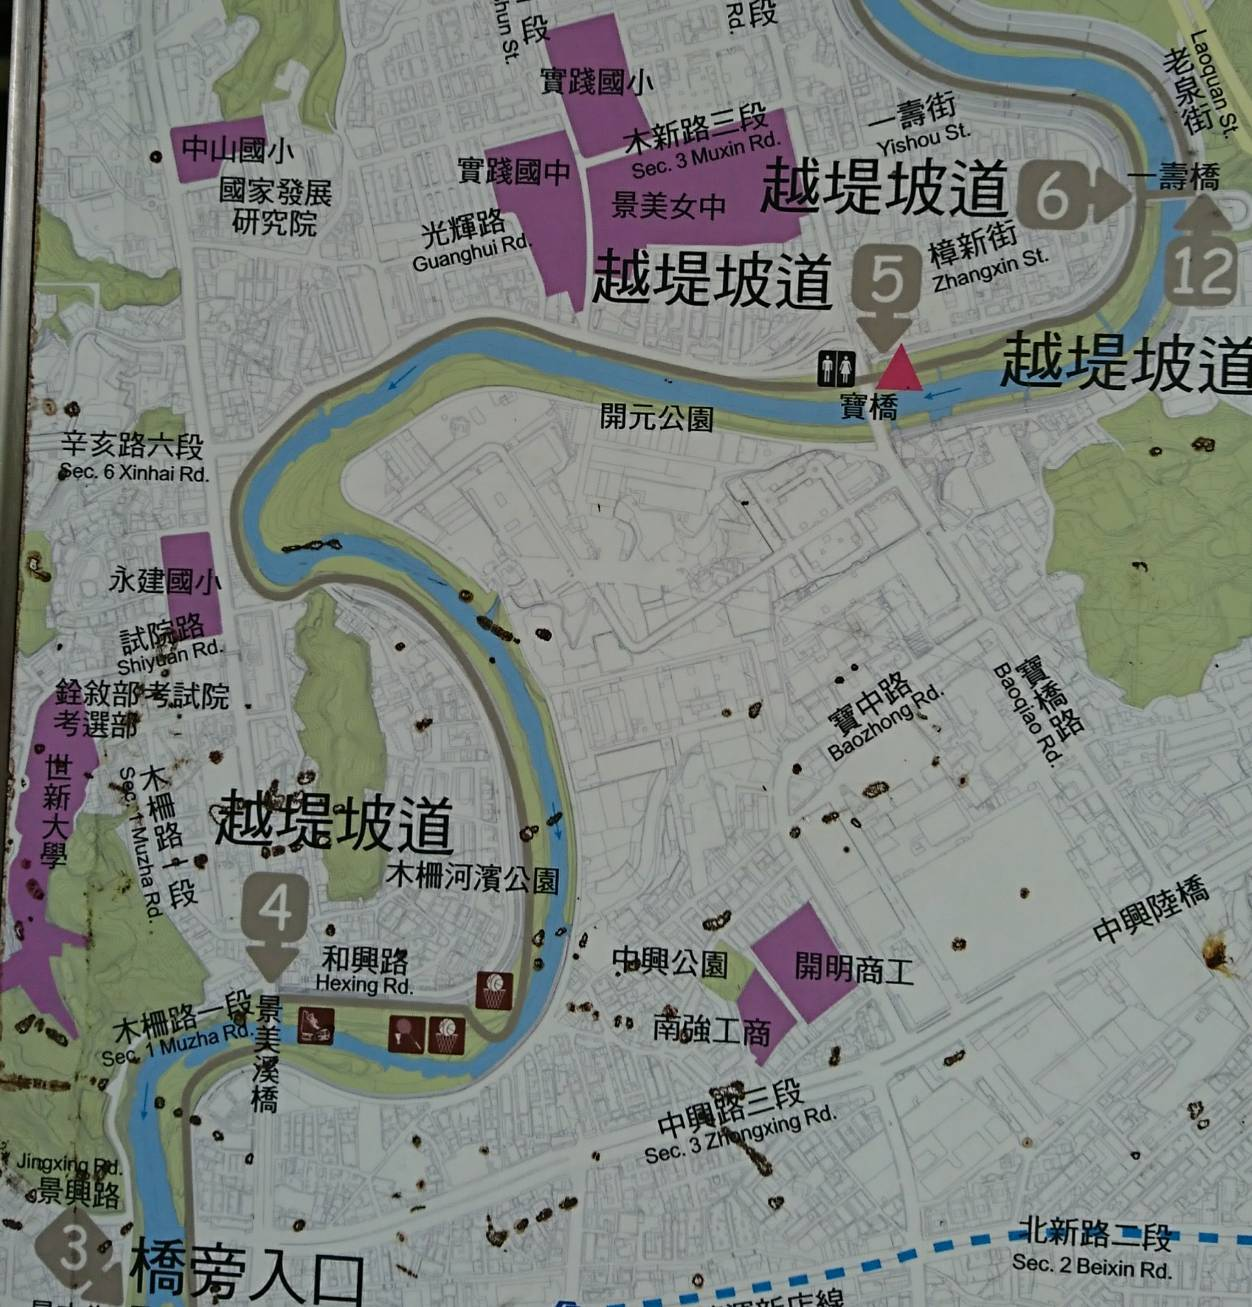 段
段
Rd.
hun St.
老泉街
Laoquan St.
實踐國小
中山國小
國家發展
研究院
木新路三段
Sec. 3 Muxin Rd.
一壽街
Yishou St.
實踐國中
景美女中
越堤坡道
6
一壽橋
光輝路
Guanghui Rd.
越堤坡道
5
樟新街
Zhangxin St.
12
越堤坡道
寶橋
開元公園
辛亥路六段
Sec. 6 Xinhai Rd.
永建國小
試院路
Shiyuan Rd.
銓敘部 考試院
考選部
世新大學
木柵路一段
Sec. 1 Muzha Rd.
寶中路
Baozhong Rd.
寶橋路
Baoqiao Rd.
越堤坡道
4
木柵河濱公園
和興路
Hexing Rd.
中興公園
開明商工
南強工商
中興陸橋
木柵路一段
Sec. 1 Muzha Rd.
景美溪橋
中興路三段
Sec. 3 Zhongxing Rd.
Jingxing Rd.
景興路
3
橋旁入口
北新路二段
Sec. 2 Beixin Rd.
新店線